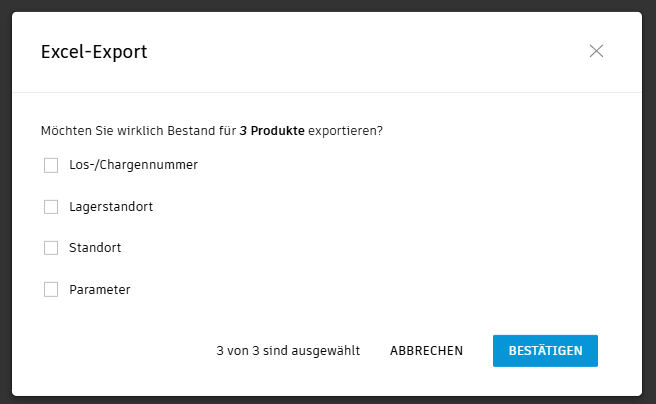 Excel-Export
Möchten Sie wirklich Bestand für 3 Produkte exportieren?
Los-/Chargennummer
Lagerstandort
Standort
Parameter
3 von 3 sind ausgewählt ABBRECHEN BESTÄTIGEN